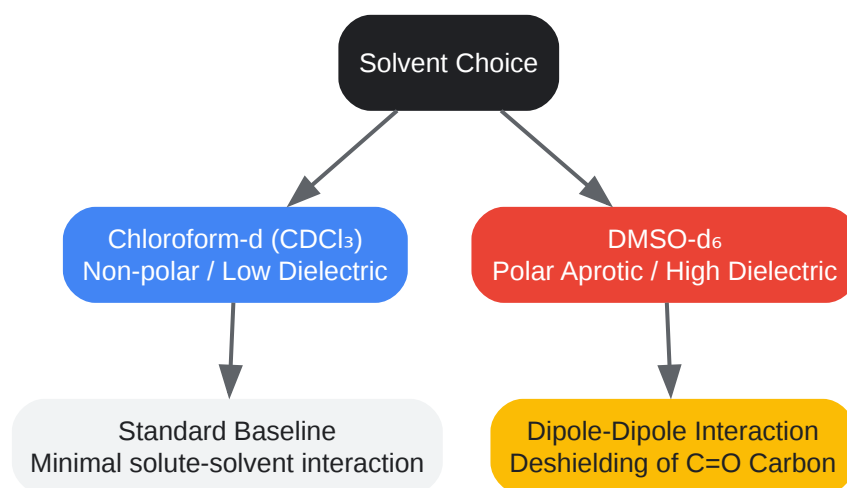 Solvent Choice
Chloroform-d (CDCl₃)
Non-polar / Low Dielectric
DMSO-d₆
Polar Aprotic / High Dielectric
Standard Baseline
Minimal solute-solvent interaction
Dipole-Dipole Interaction
Deshielding of C=O Carbon